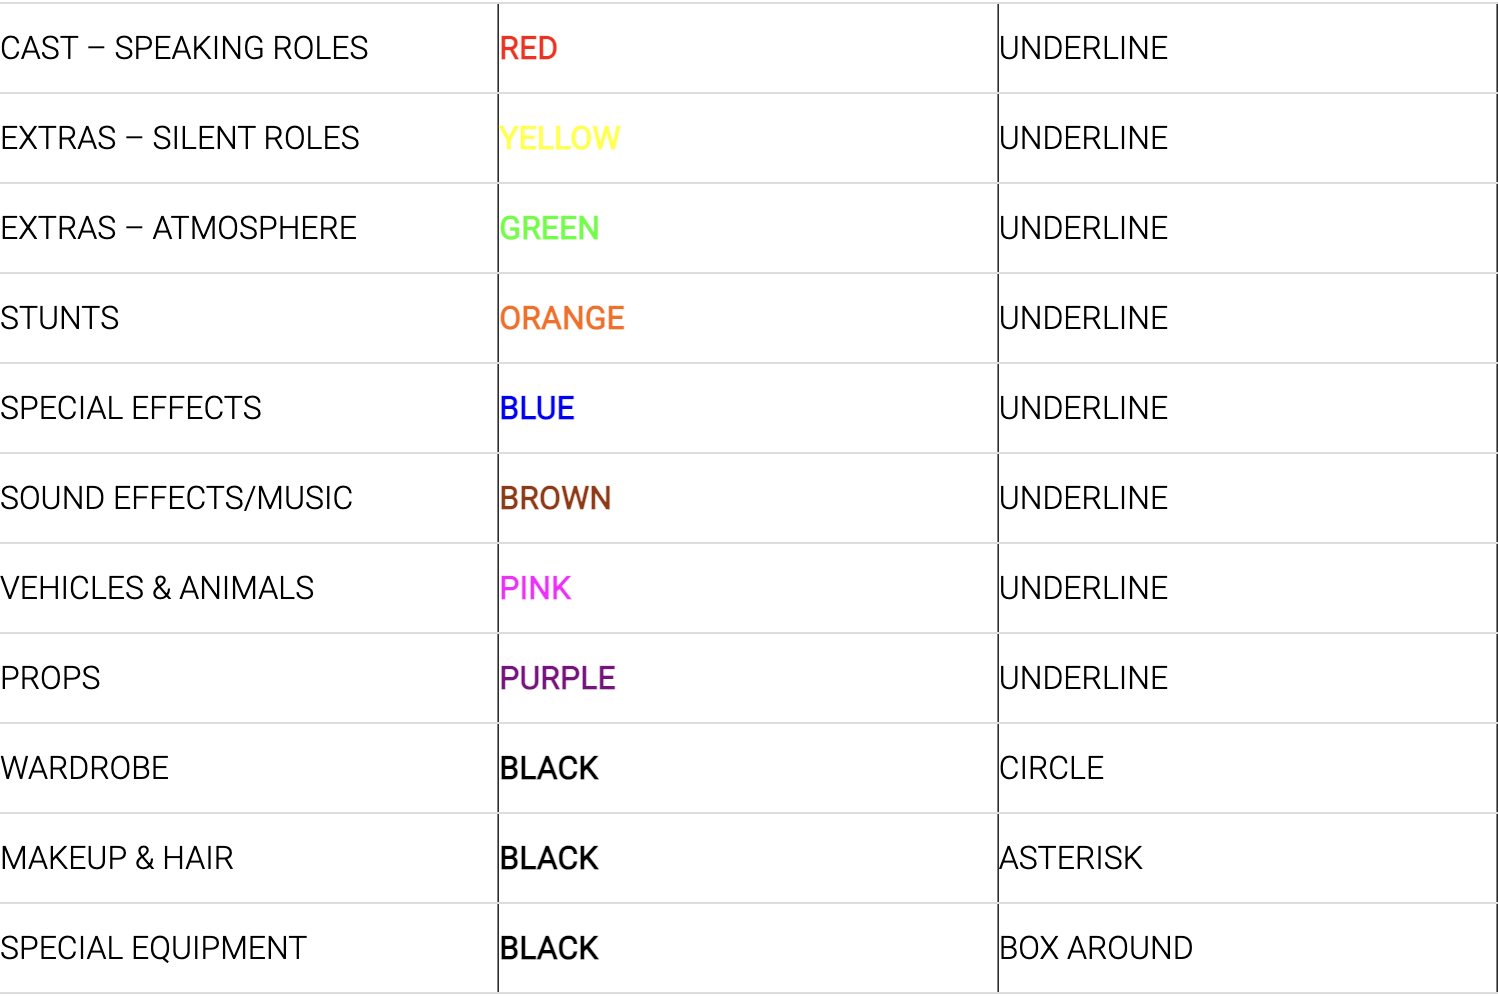 CAST – SPEAKING ROLES RED UNDERLINE
EXTRAS – SILENT ROLES YELLOW UNDERLINE
EXTRAS – ATMOSPHERE GREEN UNDERLINE
STUNTS ORANGE UNDERLINE
SPECIAL EFFECTS BLUE UNDERLINE
SOUND EFFECTS/MUSIC BROWN UNDERLINE
VEHICLES & ANIMALS PINK UNDERLINE
PROPS PURPLE UNDERLINE
WARDROBE BLACK CIRCLE
MAKEUP & HAIR BLACK ASTERISK
SPECIAL EQUIPMENT BLACK BOX AROUND